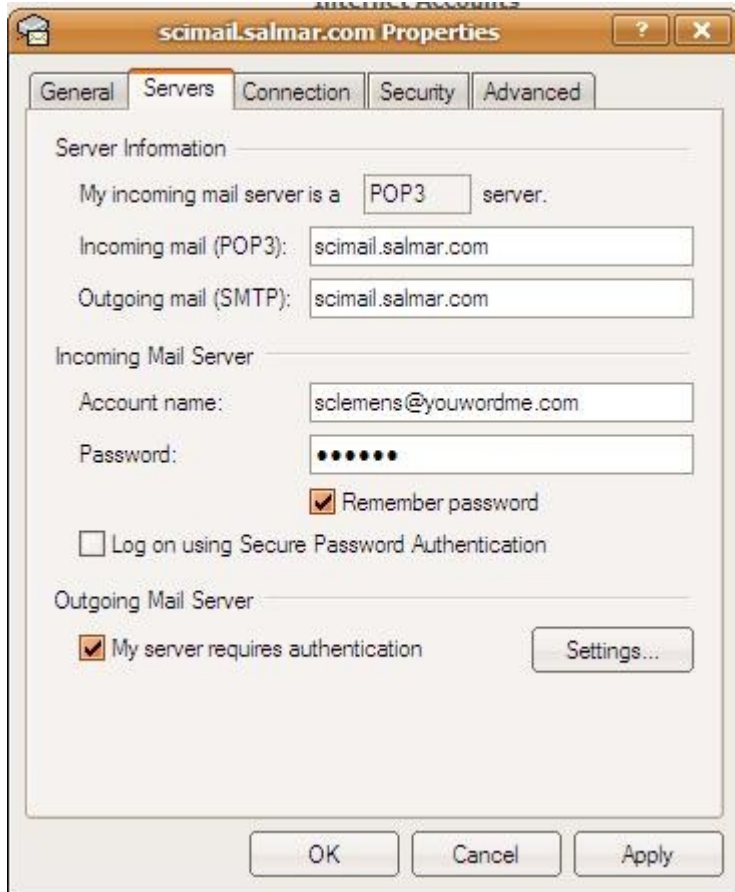 Internet Accounts
scimail.salmar.com Properties ?
General Servers Connection Security Advanced
Server Information
My incoming mail server is a POP3 server.
Incoming mail (POP3): scimail.salmar.com
Outgoing mail (SMTP): scimail.salmar.com
Incoming Mail Server
Account name: sclemens@youwordme.com
Password: ●●●●●●
Remember password
Log on using Secure Password Authentication
Outgoing Mail Server
My server requires authentication Settings...
OK Cancel Apply